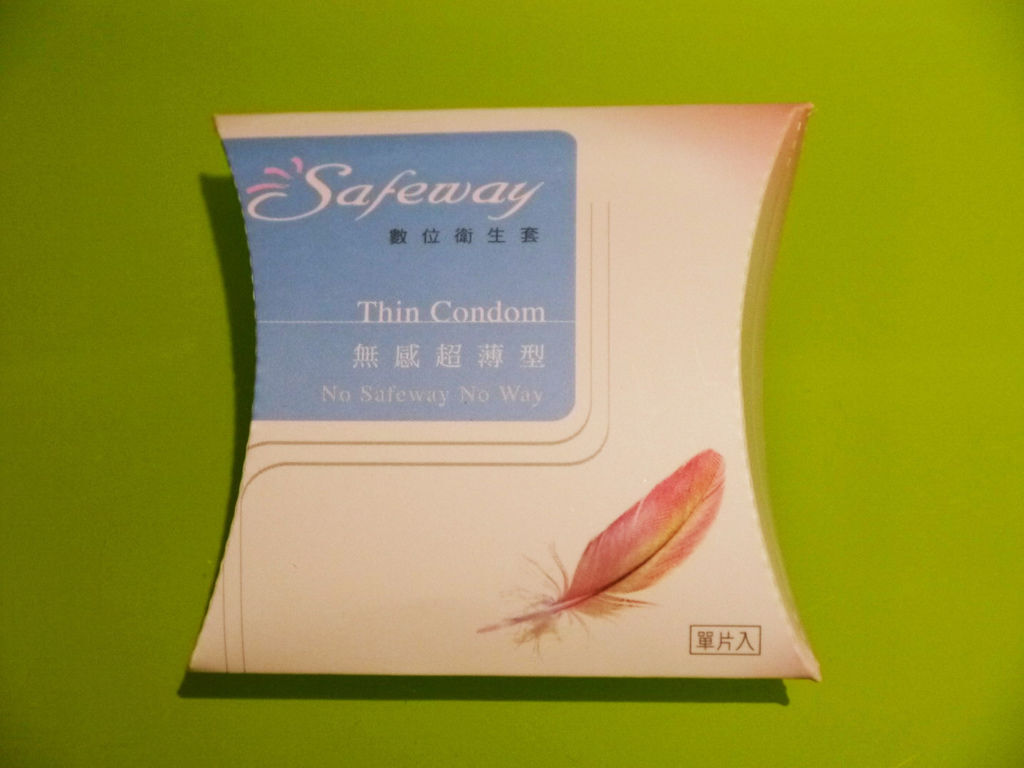 Safeway
數位衛生套
Thin Condom
無感超薄型
No Safeway No Way
單片入